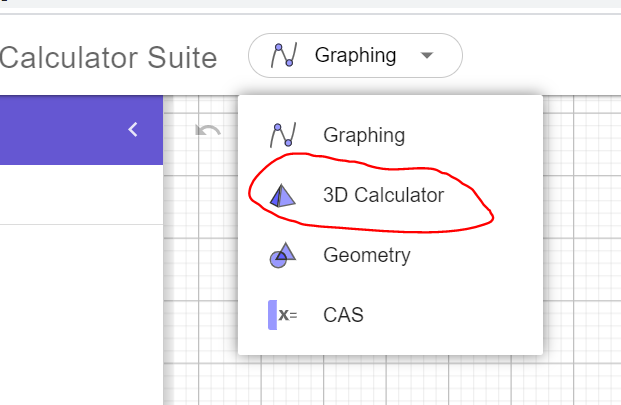 Calculator Suite
Graphing
Graphing
3D Calculator
Geometry
x= CAS